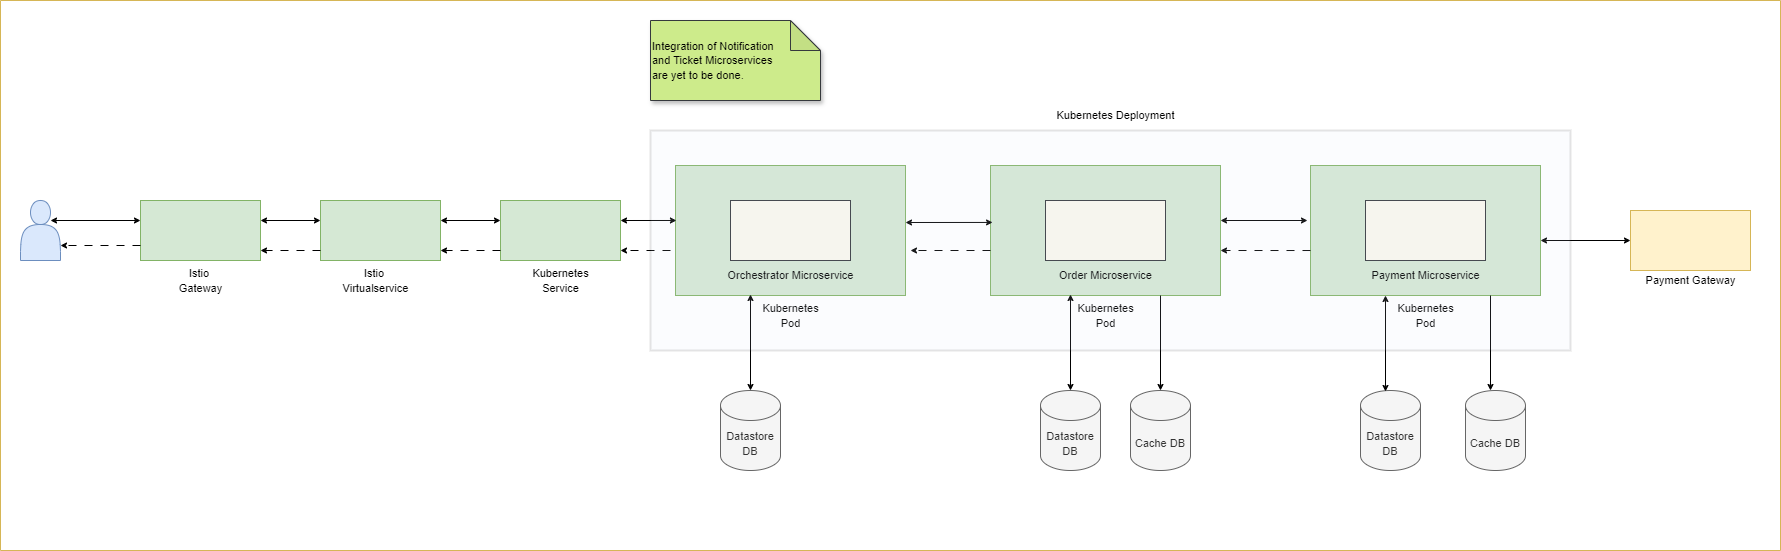 Integration of Notification
and Ticket Microservices
are yet to be done.
Kubernetes Deployment
Istio
Gateway
Istio
Virtualservice
Kubernetes
Service
Orchestrator Microservice
Kubernetes
Pod
Order Microservice
Kubernetes
Pod
Payment Microservice
Kubernetes
Pod
Payment Gateway
Datastore
DB
Datastore
DB
Cache DB
Datastore
DB
Cache DB